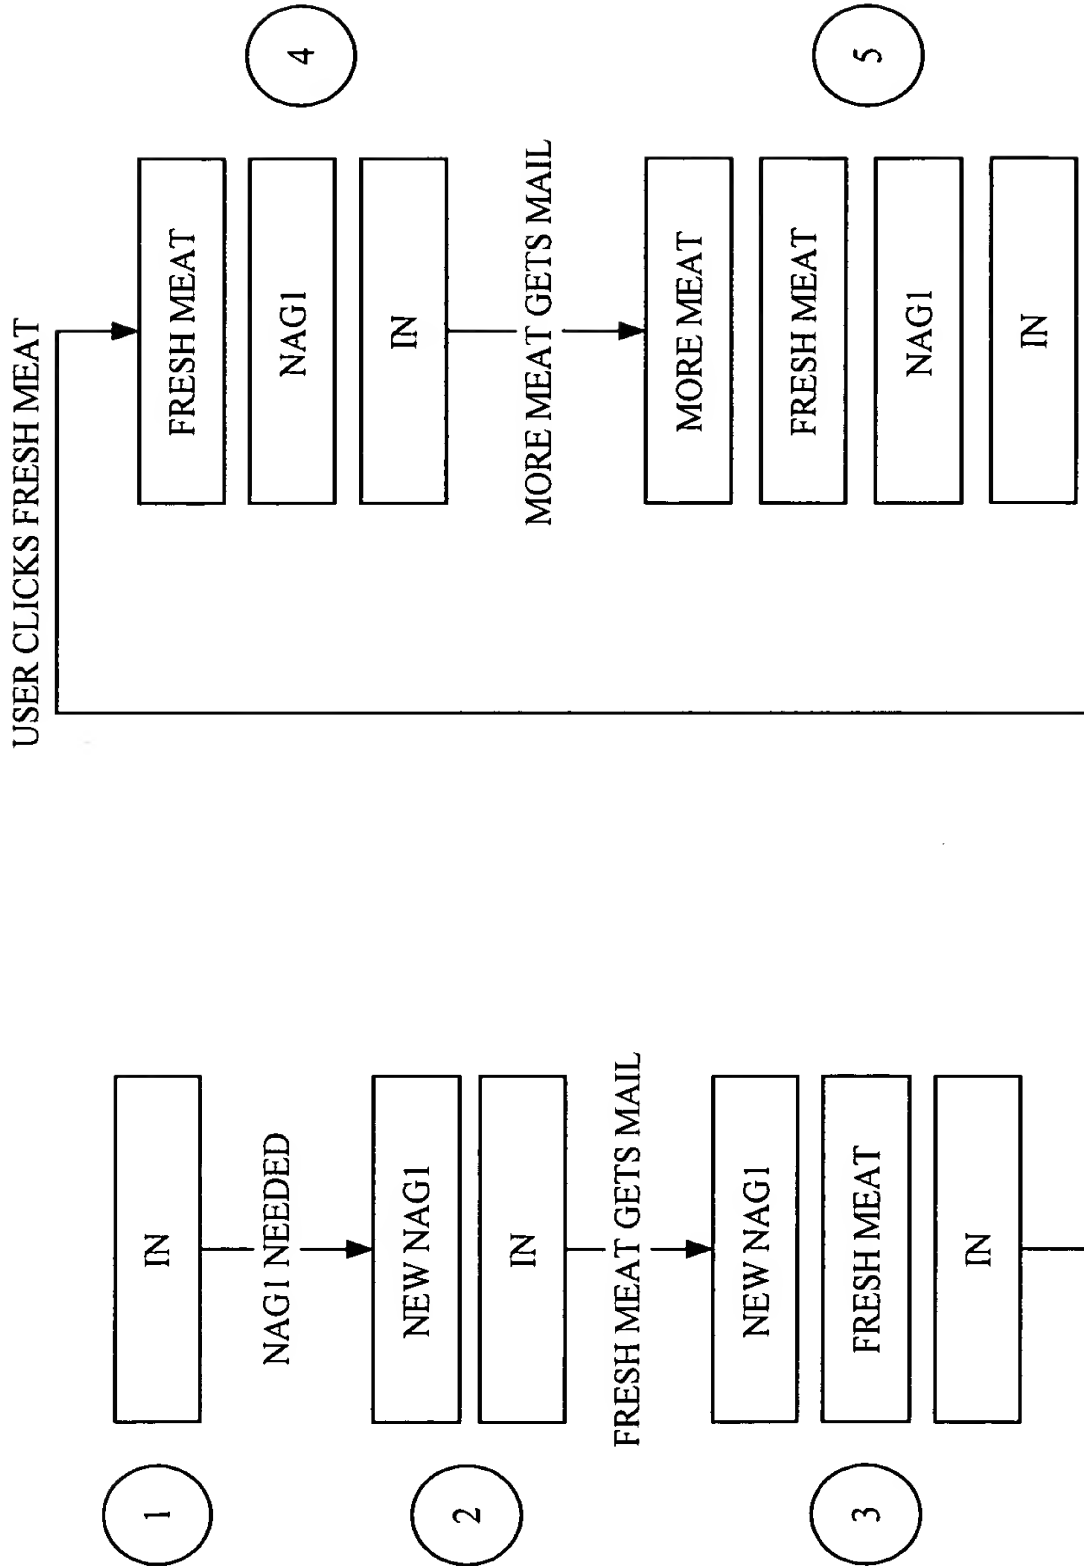 1
IN
NAG1 NEEDED
2
NEW NAG1
IN
FRESH MEAT GETS MAIL
3
NEW NAG1
FRESH MEAT
IN
USER CLICKS FRESH MEAT
4
FRESH MEAT
NAG1
IN
MORE MEAT GETS MAIL
5
MORE MEAT
FRESH MEAT
NAG1
IN